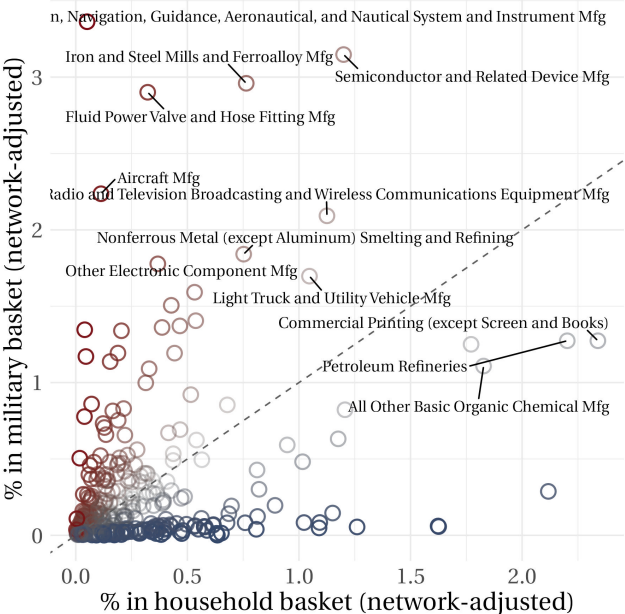 n, Navigation, Guidance, Aeronautical, and Nautical System and Instrument Mfg
Iron and Steel Mills and Ferroalloy Mfg
Semiconductor and Related Device Mfg
Fluid Power Valve and Hose Fitting Mfg
Aircraft Mfg
Radio and Television Broadcasting and Wireless Communications Equipment Mfg
Nonferrous Metal (except Aluminum) Smelting and Refining
Other Electronic Component Mfg
Light Truck and Utility Vehicle Mfg
Commercial Printing (except Screen and Books)
Petroleum Refineries
All Other Basic Organic Chemical Mfg
% in military basket (network-adjusted)
3
2
1
0
0.0 0.5 1.0 1.5 2.0
% in household basket (network-adjusted)